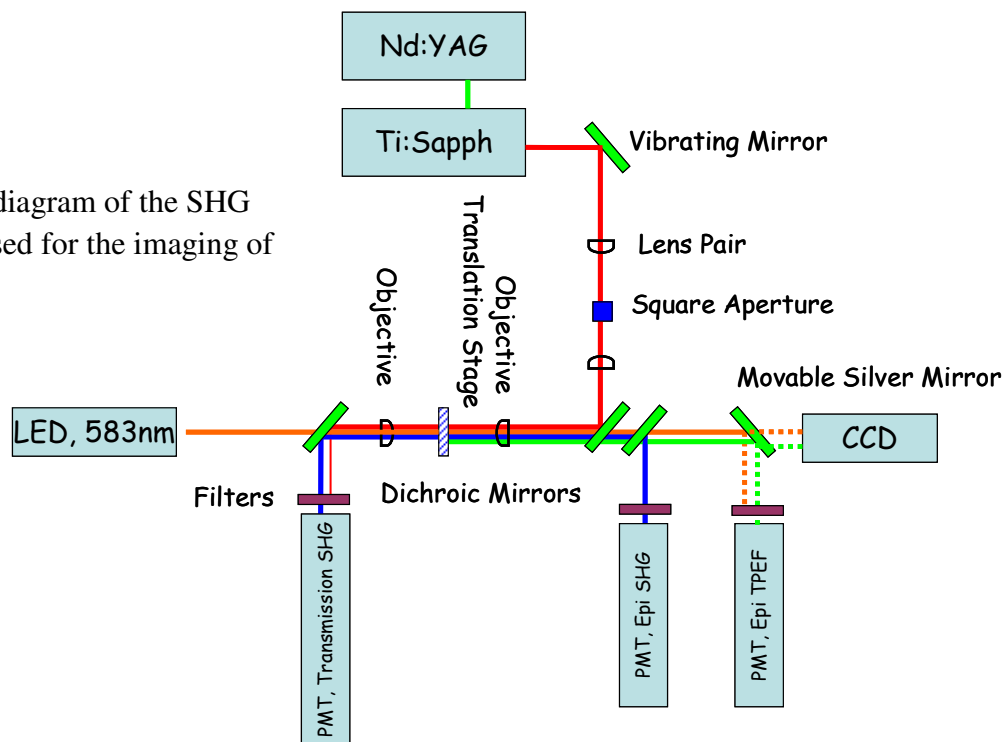 Nd:YAG
Ti:Sapph
Vibrating Mirror
diagram of the SHG
sed for the imaging of
Translation Stage
Lens Pair
Objective
Objective
Square Aperture
Movable Silver Mirror
LED, 583nm
CCD
Filters
Dichroic Mirrors
PMT, Transmission SHG
PMT, Epi SHG
PMT, Epi TPEF